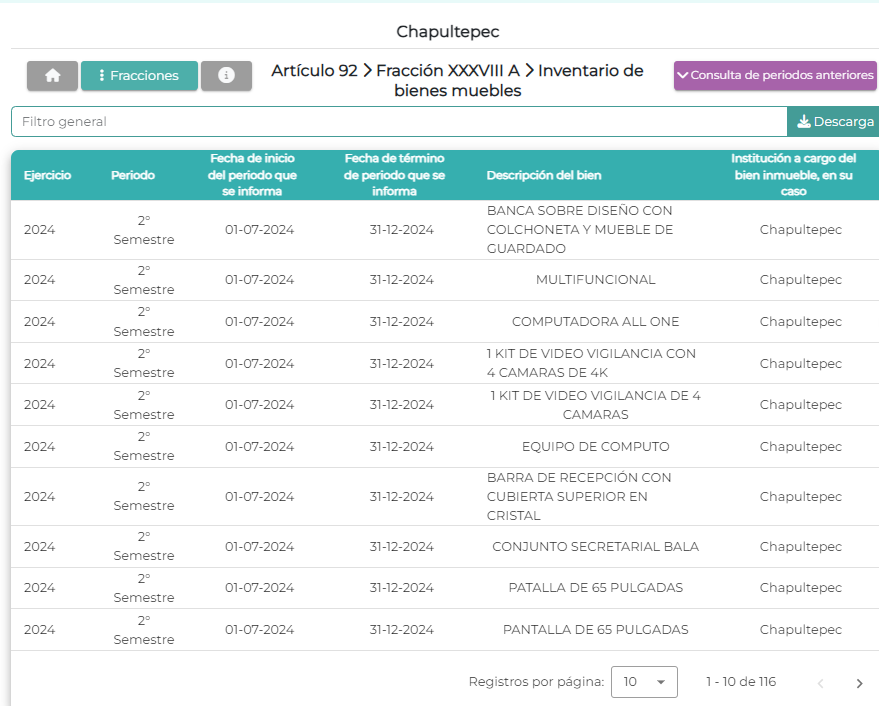 Chapultepec
Fracciones
Artículo 92 > Fracción XXXVIII A > Inventario de
bienes muebles
Consulta de periodos anteriores
Filtro general
Descarga
Ejercicio
Periodo
Fecha de inicio
del periodo que
se informa
Fecha de término
de periodo que se
informa
Descripción del bien
Institución a cargo del
bien inmueble, en su
caso
2024
2°
Semestre
01-07-2024
31-12-2024
BANCA SOBRE DISEÑO CON
COLCHONETA Y MUEBLE DE
GUARDADO
Chapultepec
2024
2°
Semestre
01-07-2024
31-12-2024
MULTIFUNCIONAL
Chapultepec
2024
2°
Semestre
01-07-2024
31-12-2024
COMPUTADORA ALL ONE
Chapultepec
2024
2°
Semestre
01-07-2024
31-12-2024
1 KIT DE VIDEO VIGILANCIA CON
4 CAMARAS DE 4K
Chapultepec
2024
2°
Semestre
01-07-2024
31-12-2024
1 KIT DE VIDEO VIGILANCIA DE 4
CAMARAS
Chapultepec
2024
2°
Semestre
01-07-2024
31-12-2024
EQUIPO DE COMPUTO
Chapultepec
2024
2°
Semestre
01-07-2024
31-12-2024
BARRA DE RECEPCIÓN CON
CUBIERTA SUPERIOR EN
CRISTAL
Chapultepec
2024
2°
Semestre
01-07-2024
31-12-2024
CONJUNTO SECRETARIAL BALA
Chapultepec
2024
2°
Semestre
01-07-2024
31-12-2024
PATALLA DE 65 PULGADAS
Chapultepec
2024
2°
Semestre
01-07-2024
31-12-2024
PANTALLA DE 65 PULGADAS
Chapultepec
Registros por página:
10
1 - 10 de 116